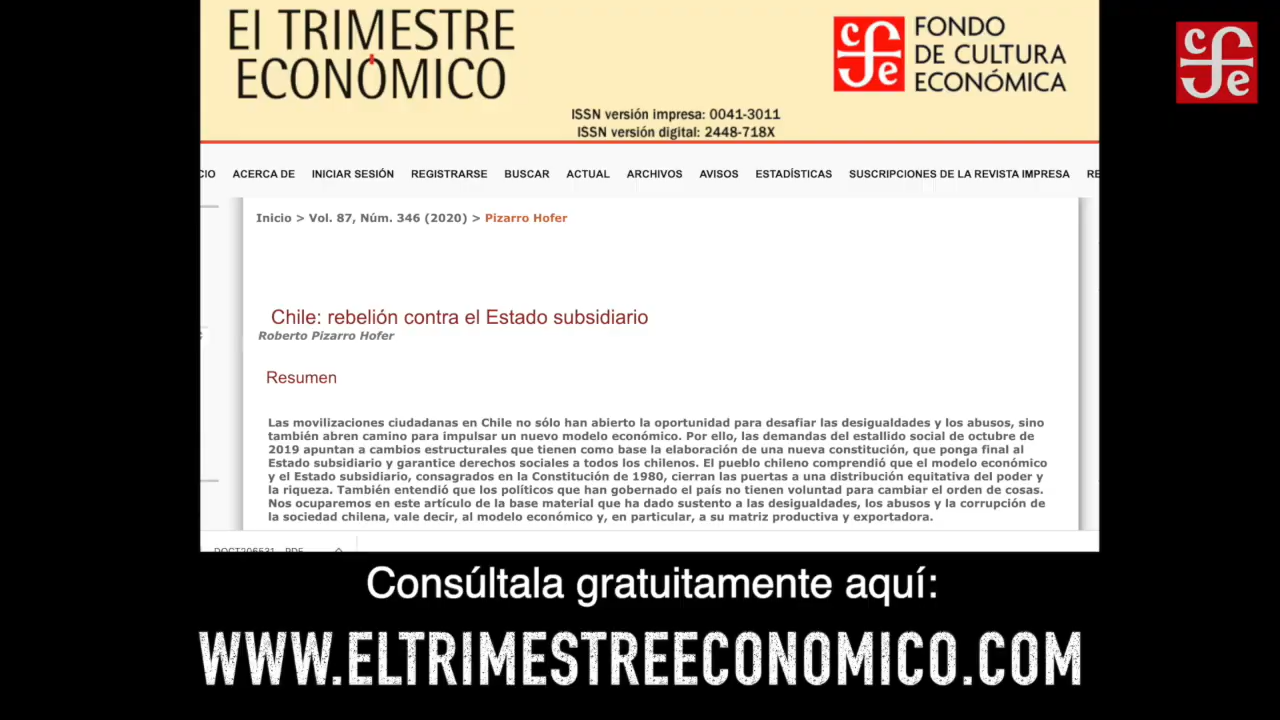 El TRIMESTRE
ECONÓMICO
cfe
FONDO
DE CULTURA
ECONÓMICA
cfe
ISSN versión impresa: 0041-3011
ISSN versión digital: 2448-718X
CIO ACERCA DE INICIAR SESIÓN REGISTRARSE BUSCAR ACTUAL ARCHIVOS AVISOS ESTADÍSTICAS SUSCRIPCIONES DE LA REVISTA IMPRESA RE
Inicio > Vol. 87, Núm. 346 (2020) > Pizarro Hofer
Chile: rebelión contra el Estado subsidiario
Roberto Pizarro Hofer
Resumen
Las movilizaciones ciudadanas en Chile no sólo han abierto la oportunidad para desafiar las desigualdades y los abusos, sino
también abren camino para impulsar un nuevo modelo económico. Por ello, las demandas del estallido social de octubre de
2019 apuntan a cambios estructurales que tienen como base la elaboración de una nueva constitución, que ponga final al
Estado subsidiario y garantice derechos sociales a todos los chilenos. El pueblo chileno comprendió que el modelo económico
y el Estado subsidiario, consagrados en la Constitución de 1980, cierran las puertas a una distribución equitativa del poder y
la riqueza. También entendió que los políticos que han gobernado el país no tienen voluntad para cambiar el orden de cosas.
Nos ocuparemos en este artículo de la base material que ha dado sustento a las desigualdades, los abusos y la corrupción de
la sociedad chilena, vale decir, al modelo económico y, en particular, a su matriz productiva y exportadora.
Consúltala gratuitamente aquí:
WWW.ELTRIMESTREECONOMICO.COM